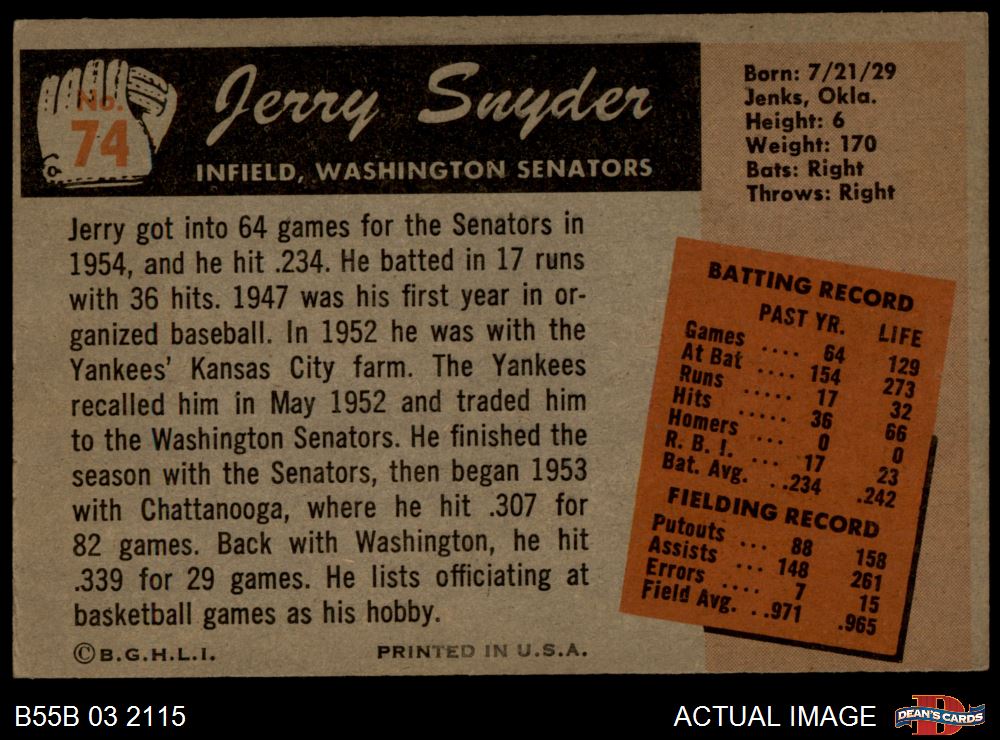 No.
74
Jerry Snyder
INFIELD, WASHINGTON SENATORS
Born: 7/21/29
Jenks, Okla.
Height: 6
Weight: 170
Bats: Right
Throws: Right
Jerry got into 64 games for the Senators in
1954, and he hit .234. He batted in 17 runs
with 36 hits. 1947 was his first year in or-
ganized baseball. In 1952 he was with the
Yankees' Kansas City farm. The Yankees
recalled him in May 1952 and traded him
to the Washington Senators. He finished the
season with the Senators, then began 1953
with Chattanooga, where he hit .307 for
82 games. Back with Washington, he hit
.339 for 29 games. He lists officiating at
basketball games as his hobby.
BATTING RECORD
PAST YR. LIFE
Games .... 64 129
At Bat .... 154 273
Runs ..... 17 32
Hits ..... 36 66
Homers ... 0 0
R. B. I. ... 17 23
Bat. Avg. ..234 .242
FIELDING RECORD
Putouts ... 88 158
Assists ... 148 261
Errors .... 7 15
Field Avg. ..971 .965
©B.G.H.L.I.
PRINTED IN U.S.A.
B55B 03 2115
ACTUAL IMAGE
D
DEAN'S CARDS